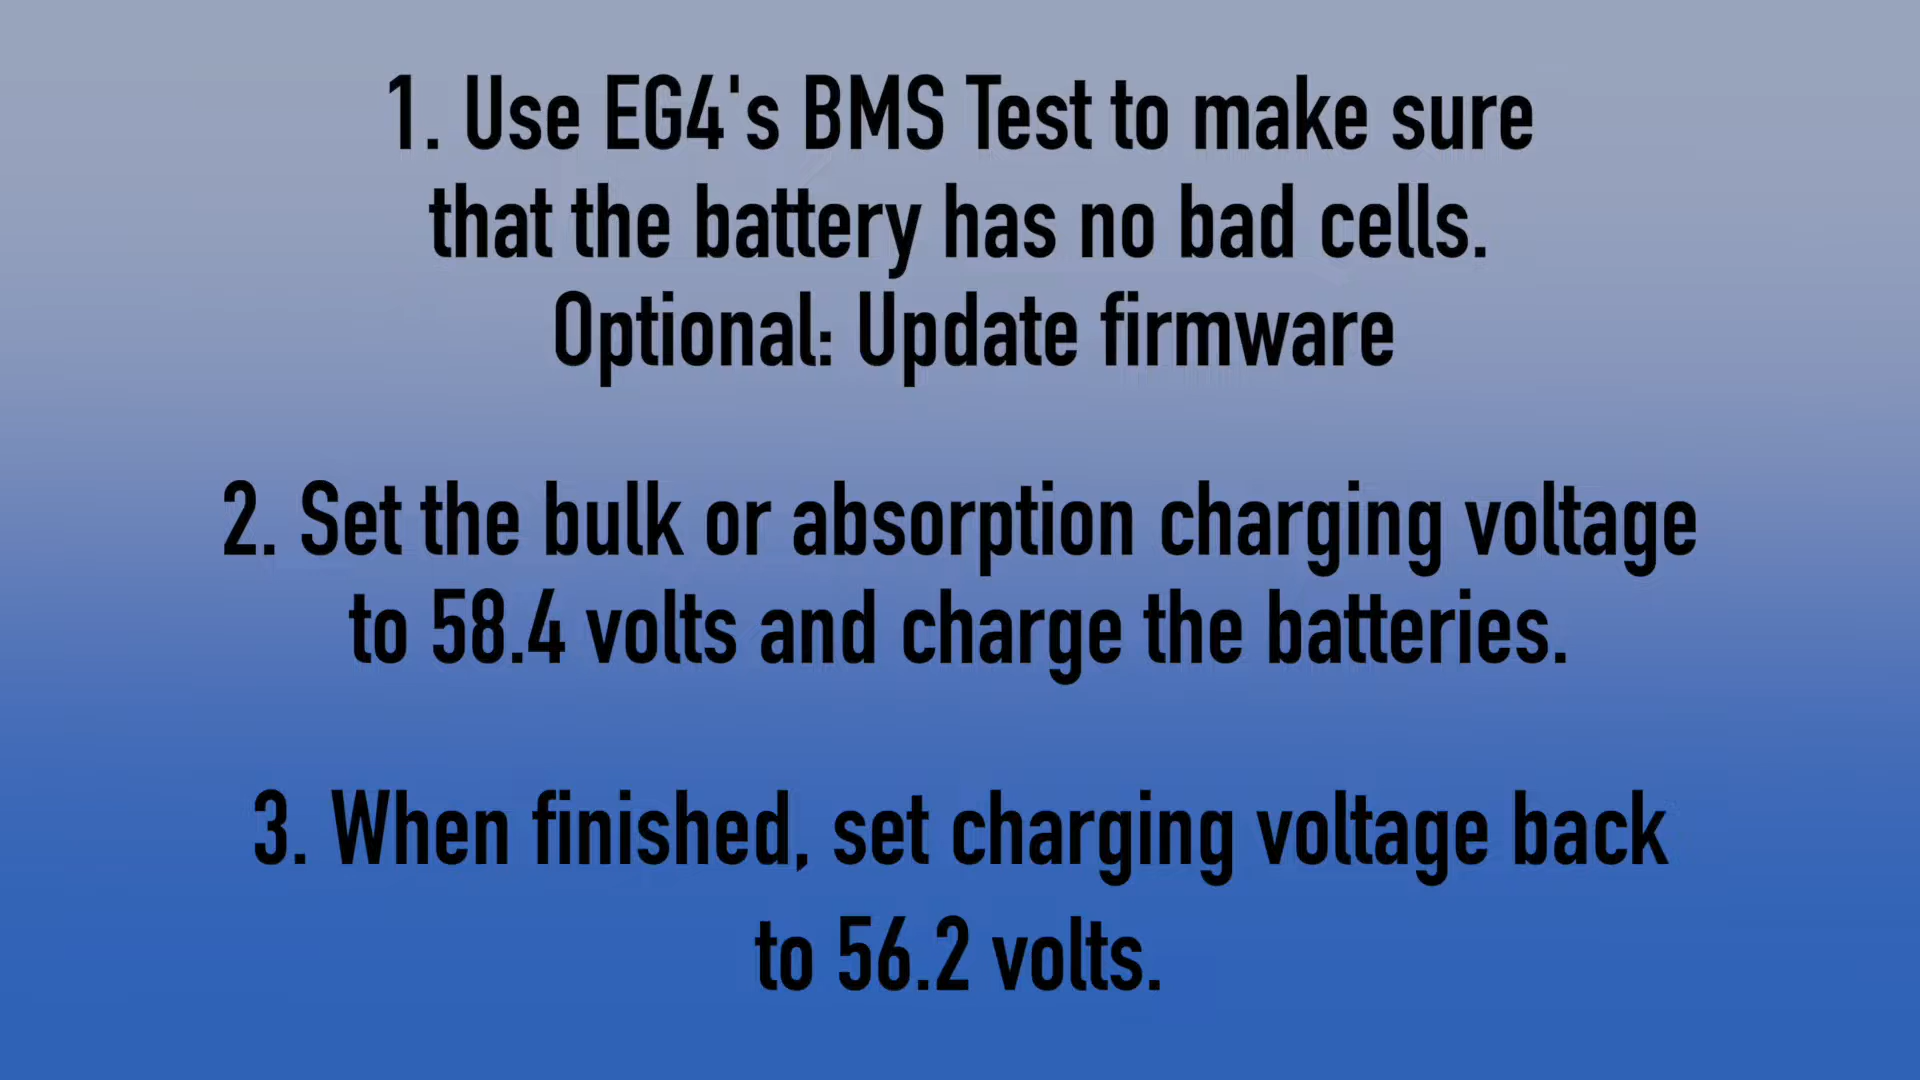 1. Use EG4's BMS Test to make sure
that the battery has no bad cells.
Optional: Update firmware
2. Set the bulk or absorption charging voltage
to 58.4 volts and charge the batteries.
3. When finished, set charging voltage back
to 56.2 volts.